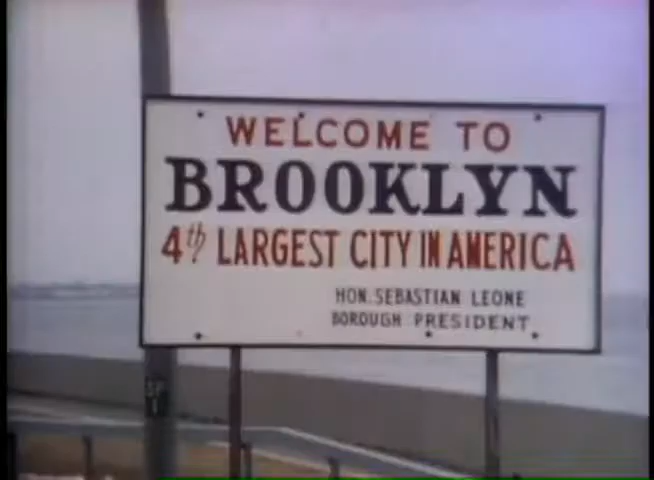 WELCOME TO
BROOKLYN
4th LARGEST CITY IN AMERICA
HON. SEBASTIAN LEONE
BOROUGH PRESIDENT